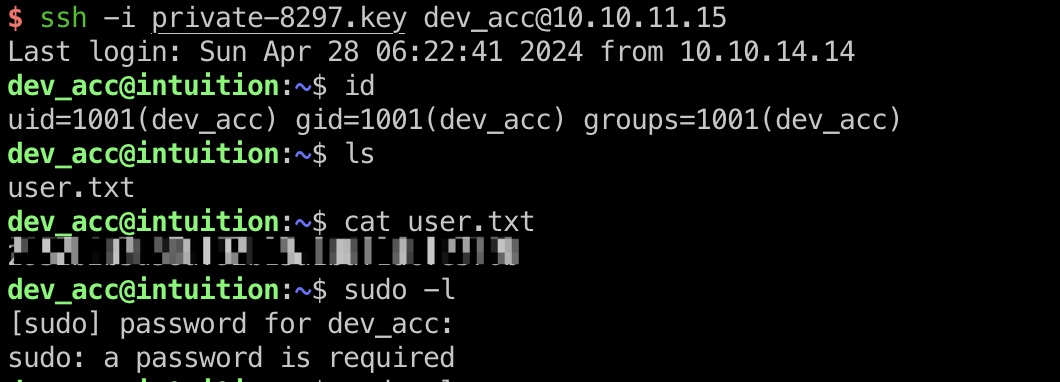 $ ssh -i private-8297.key dev_acc@10.10.11.15
Last login: Sun Apr 28 06:22:41 2024 from 10.10.14.14
dev_acc@intuition:~$ id
uid=1001(dev_acc) gid=1001(dev_acc) groups=1001(dev_acc)
dev_acc@intuition:~$ ls
user.txt
dev_acc@intuition:~$ cat user.txt
dev_acc@intuition:~$ sudo -l
[sudo] password for dev_acc:
sudo: a password is required